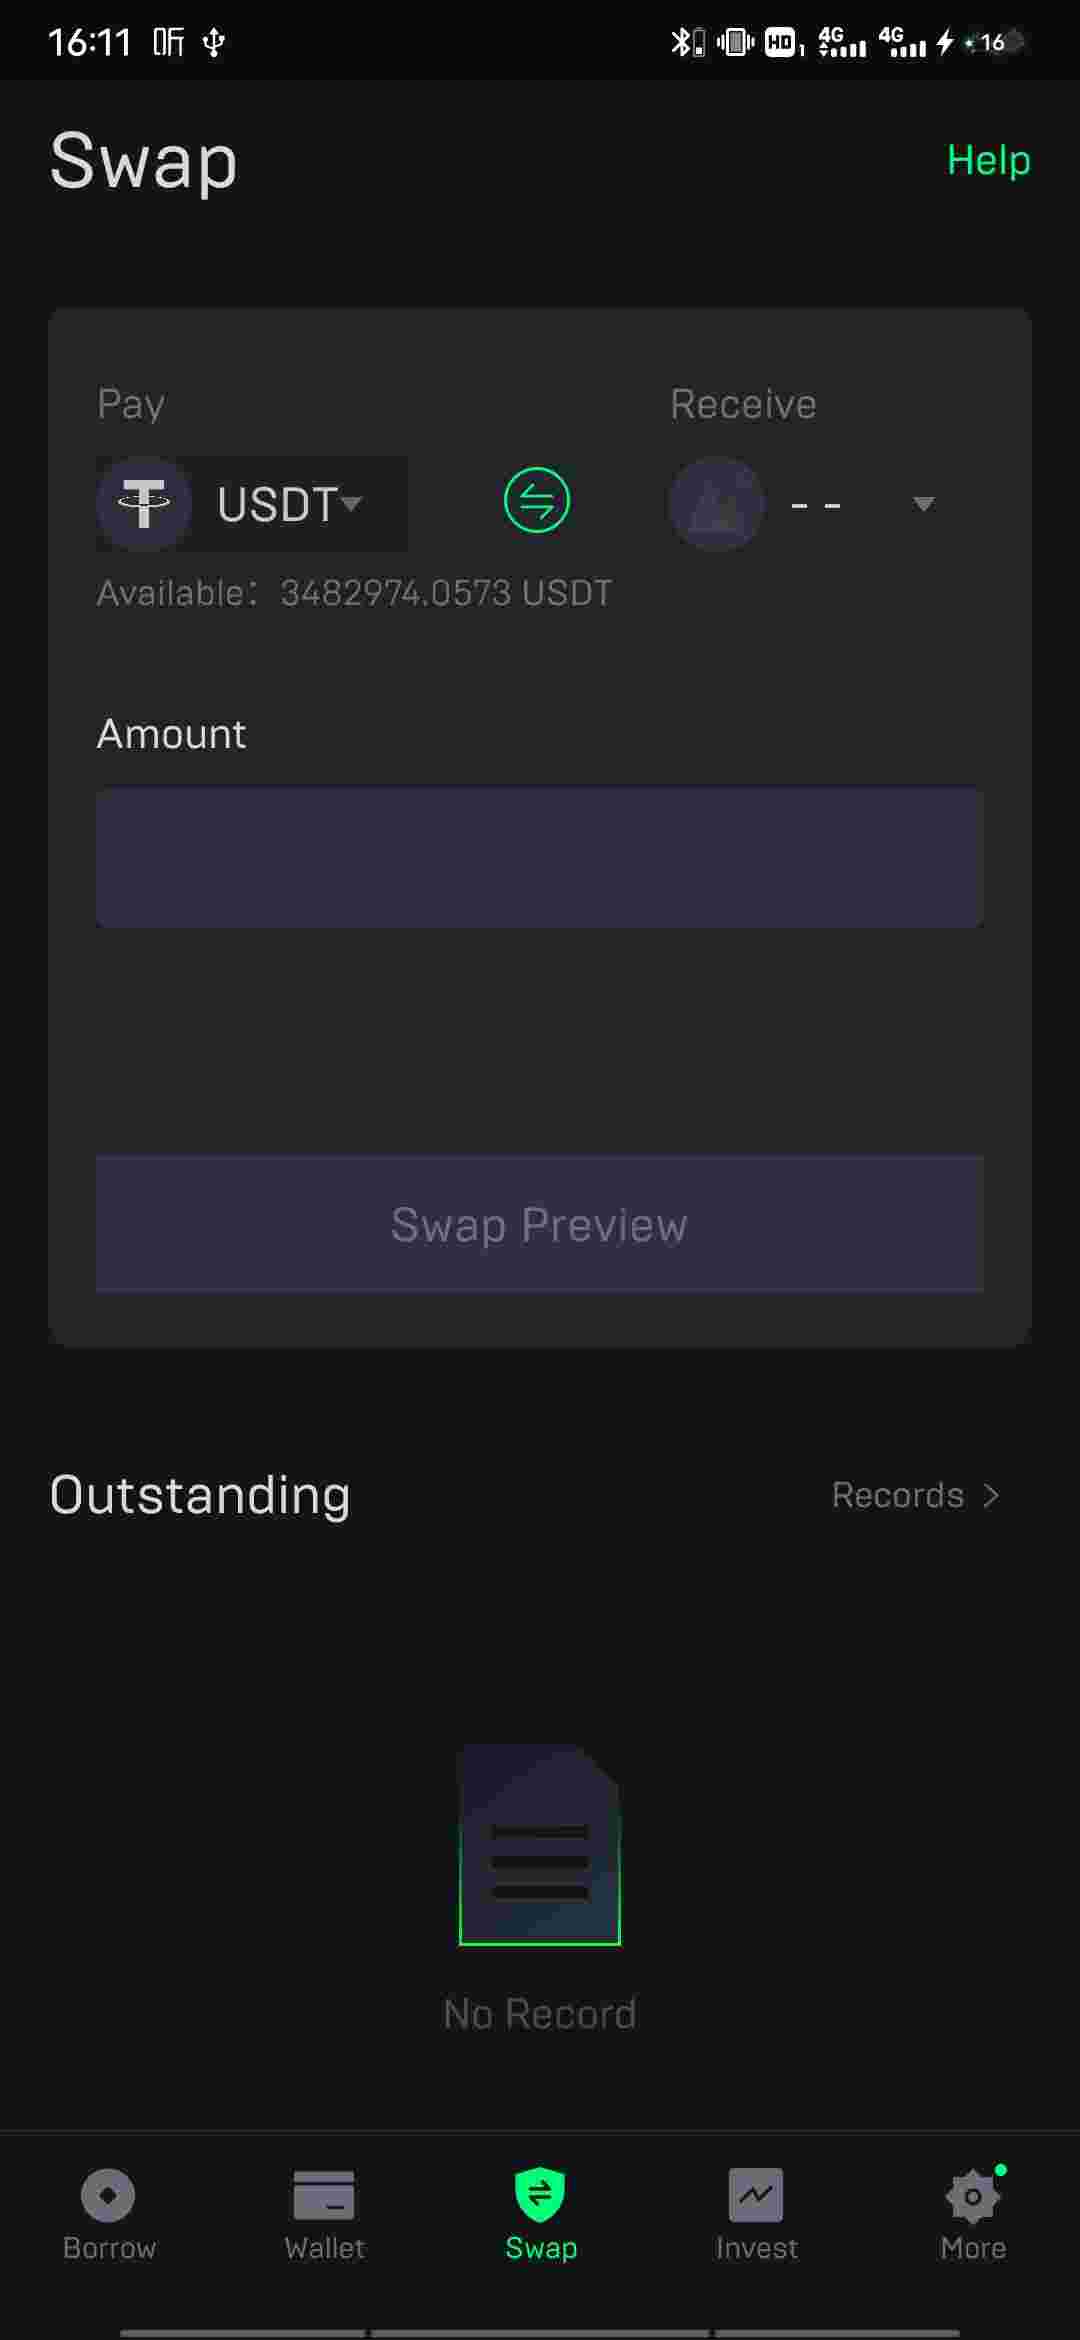 16:11 听
HD 1 4G 4G 16
Swap
Help
Pay
Receive
USDT
- -
Available: 3482974.0573 USDT
Amount
Swap Preview
Outstanding
Records >
No Record
Borrow
Wallet
Swap
Invest
More